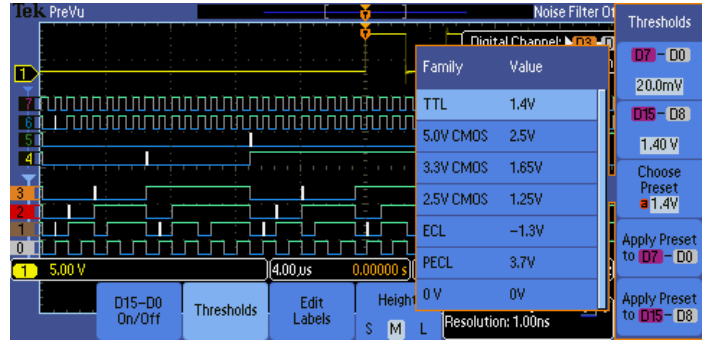 Tek PreVu
Noise Filter Of
Thresholds
Digital Channel: D3
D7 - D0
20.0mV
D15 - D8
1.40 V
Choose
Preset
a 1.4V
Apply Preset
to D7 - D0
Apply Preset
to D15 - D8
Family Value
TTL 1.4V
5.0V CMOS 2.5V
3.3V CMOS 1.65V
2.5V CMOS 1.25V
ECL −1.3V
PECL 3.7V
0 V 0V
1
7
6
5
4
3
2
1
0
1 5.00 V
4.00µs
0.00000 s
D15−D0
On/Off
Thresholds
Edit
Labels
Height
S M L
Resolution: 1.00ns